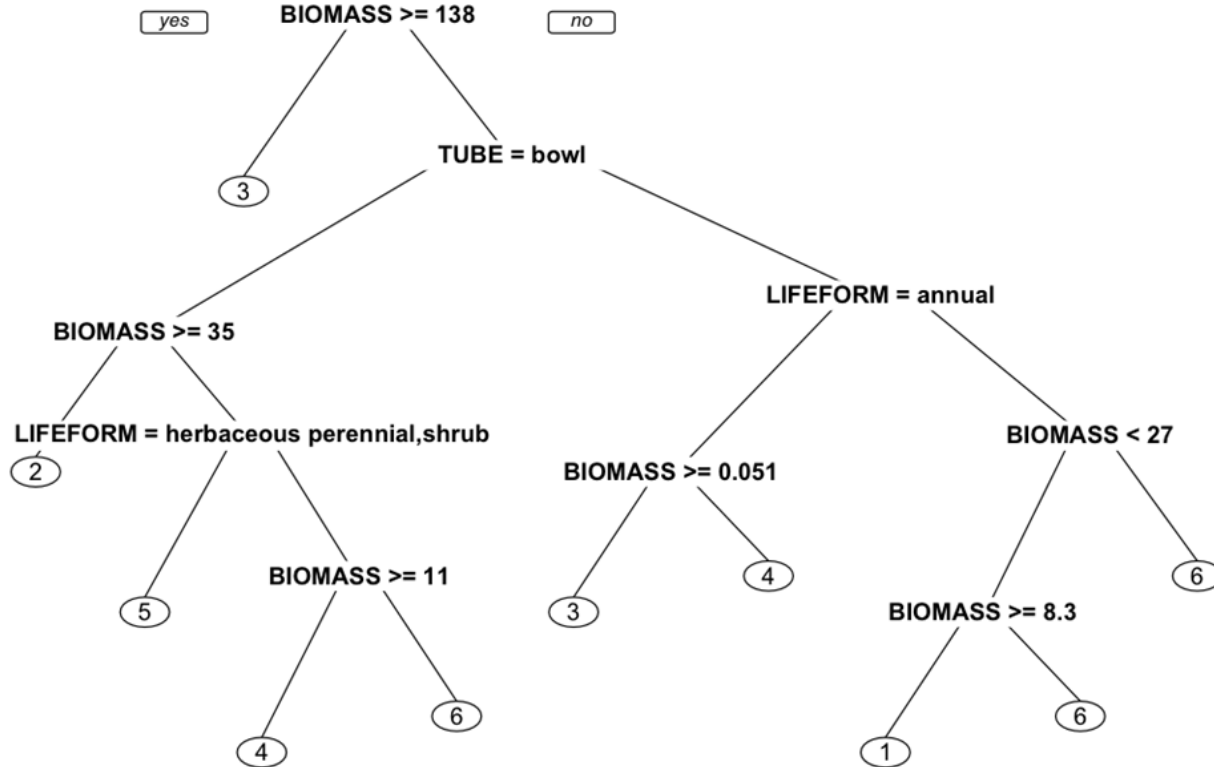 yes
BIOMASS >= 138
no
TUBE = bowl
3
LIFEFORM = annual
BIOMASS >= 35
LIFEFORM = herbaceous perennial,shrub
BIOMASS < 27
2
BIOMASS >= 0.051
BIOMASS >= 11
4
6
5
3
BIOMASS >= 8.3
6
6
4
1